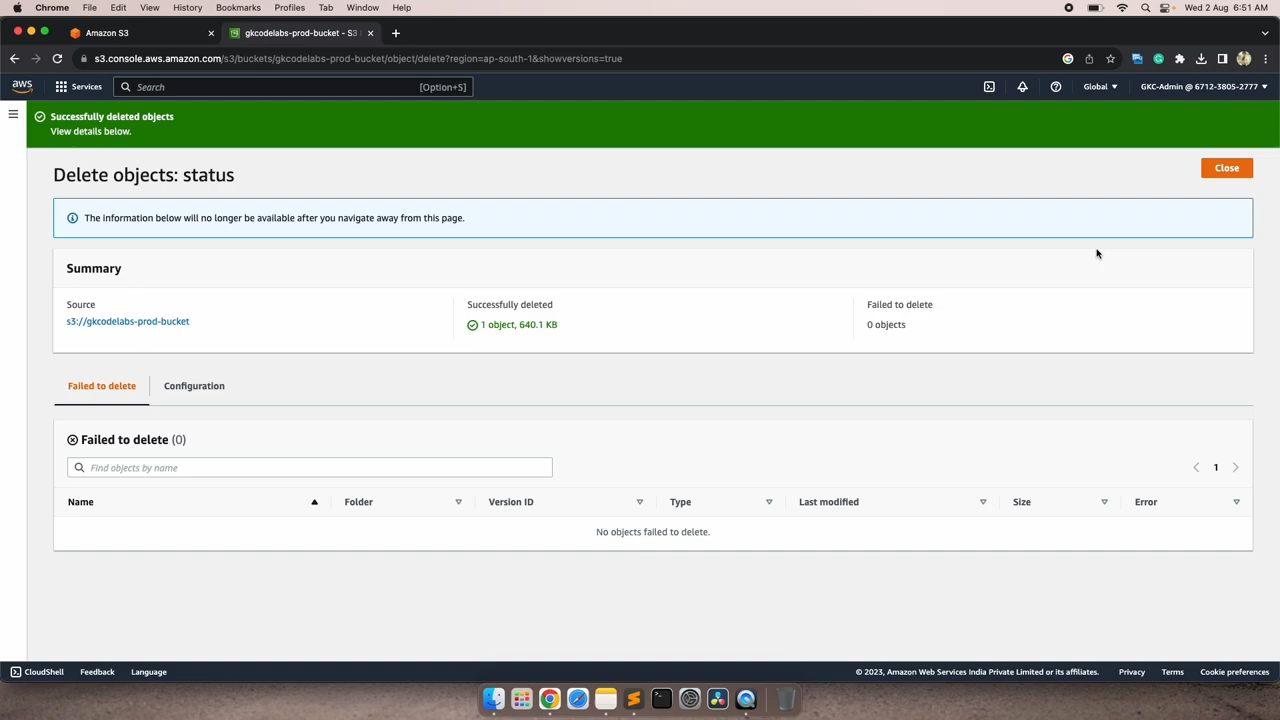 Chrome File Edit View History Bookmarks Profiles Tab Window Help Wed 2 Aug 6:51 AM
Amazon S3 gkcodelabs-prod-bucket - S3
s3.console.aws.amazon.com/s3/buckets/gkcodelabs-prod-bucket/object/delete?region=ap-south-1&showversions=true
aws Services Search [Option+S] Global GKC-Admin @ 6712-3805-2777
Successfully deleted objects
View details below.
Delete objects: status Close
The information below will no longer be available after you navigate away from this page.
Summary
Source Successfully deleted Failed to delete
s3://gkcodelabs-prod-bucket 1 object, 640.1 KB 0 objects
Failed to delete Configuration
Failed to delete (0)
Find objects by name 1
Name Folder Version ID Type Last modified Size Error
No objects failed to delete.
CloudShell Feedback Language © 2023, Amazon Web Services India Private Limited or its affiliates. Privacy Terms Cookie preferences